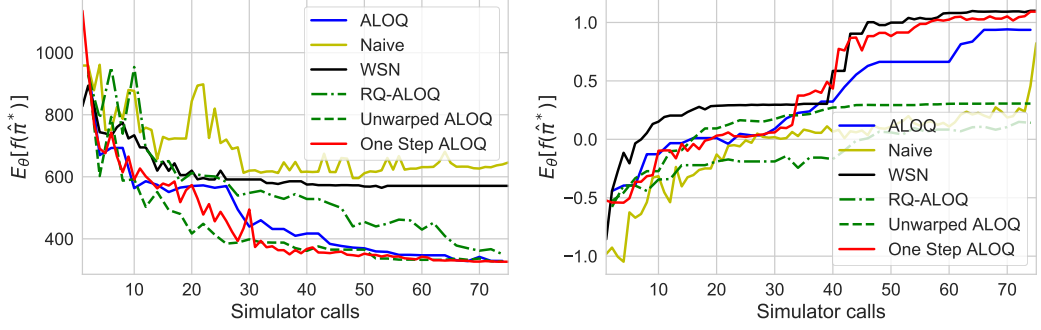 1000
800
600
400
E_θ[f(π̂*)]
10 20 30 40 50 60 70
Simulator calls
ALOQ
Naive
WSN
RQ-ALOQ
Unwarped ALOQ
One Step ALOQ
1.0
0.5
0.0
−0.5
−1.0
E_θ[f(π̂*)]
10 20 30 40 50 60 70
Simulator calls
ALOQ
Naive
WSN
RQ-ALOQ
Unwarped ALOQ
One Step ALOQ